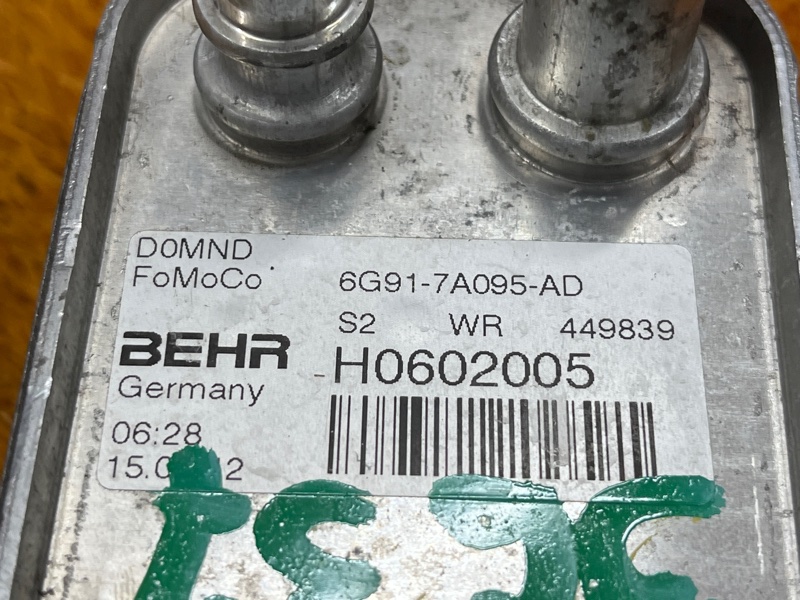 D0MND
FoMoCo 6G91-7A095-AD
S2 WR 449839
BEHR H0602005
Germany
06:28